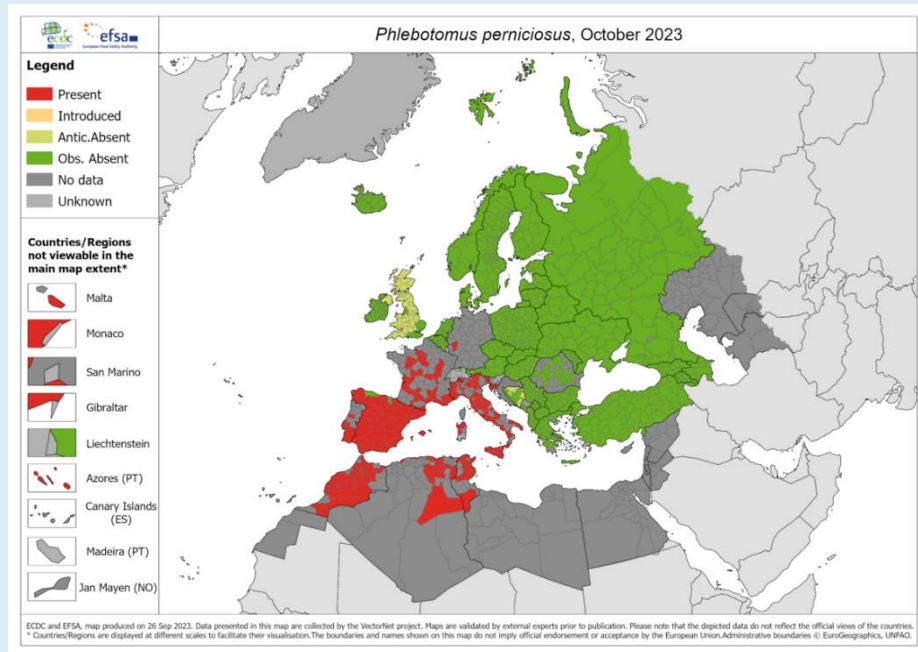 ecdc
efsa
European Food Safety Authority
Phlebotomus perniciosus, October 2023
Legend
Present
Introduced
Antic.Absent
Obs. Absent
No data
Unknown
Countries/Regions
not viewable in the
main map extent*
Malta
Monaco
San Marino
Gibraltar
Liechtenstein
Azores (PT)
Canary Islands
(ES)
Madeira (PT)
Jan Mayen (NO)
ECDC and EFSA, map produced on 26 Sep 2023. Data presented in this map are collected by the VectorNet project. Maps are validated by external experts prior to publication. Please note that the depicted data do not reflect the official views of the countries.
* Countries/Regions are displayed at different scales to facilitate their visualisation.The boundaries and names shown on this map do not imply official endorsement or acceptance by the European Union.Administrative boundaries © EuroGeographics, UNFAO.